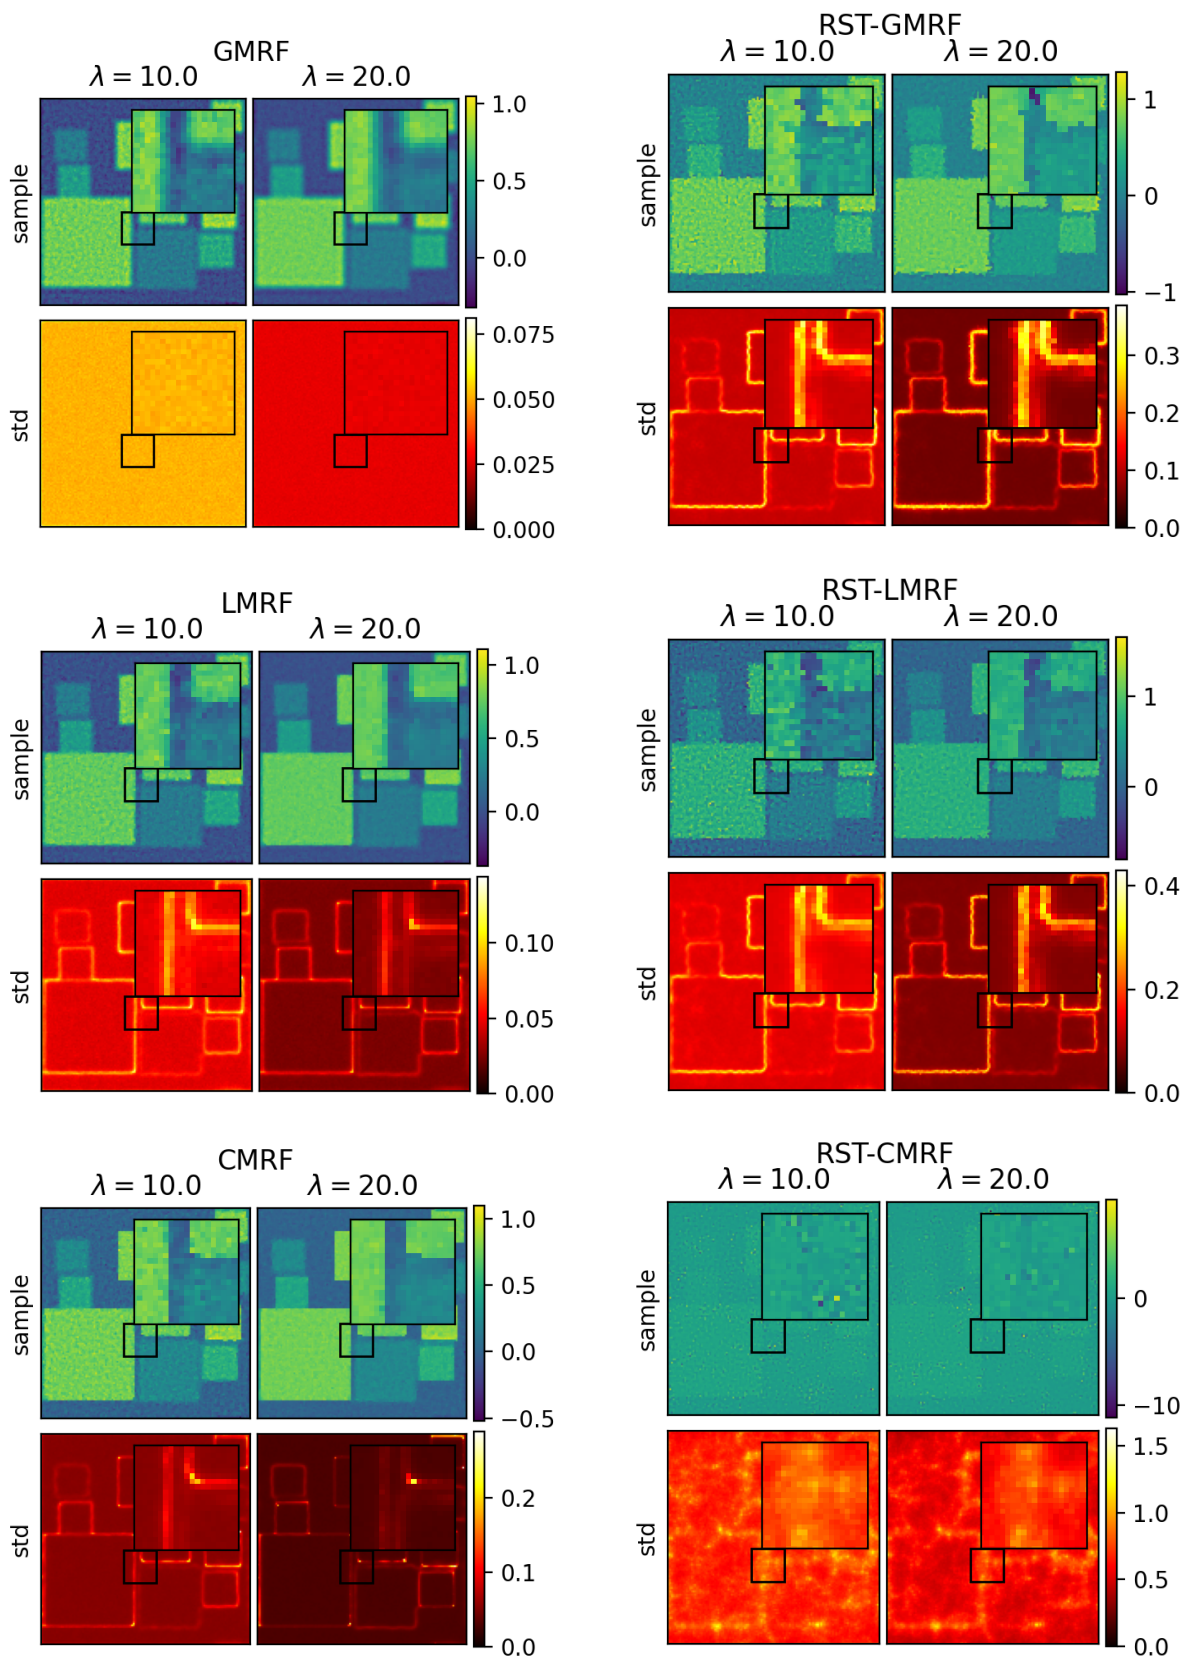 GMRF
λ = 10.0 λ = 20.0
sample
1.0
0.5
0.0
std
0.075
0.050
0.025
0.000
RST-GMRF
λ = 10.0 λ = 20.0
sample
1
0
−1
std
0.3
0.2
0.1
0.0
LMRF
λ = 10.0 λ = 20.0
sample
1.0
0.5
0.0
std
0.10
0.05
0.00
RST-LMRF
λ = 10.0 λ = 20.0
sample
1
0
std
0.4
0.2
0.0
CMRF
λ = 10.0 λ = 20.0
sample
1.0
0.5
0.0
−0.5
std
0.2
0.1
0.0
RST-CMRF
λ = 10.0 λ = 20.0
sample
0
−10
std
1.5
1.0
0.5
0.0